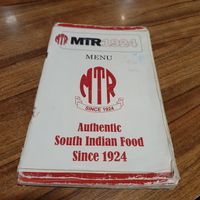 MTR 1924
MENU
MTR
SINCE 1924
Authentic
South Indian Food
Since 1924